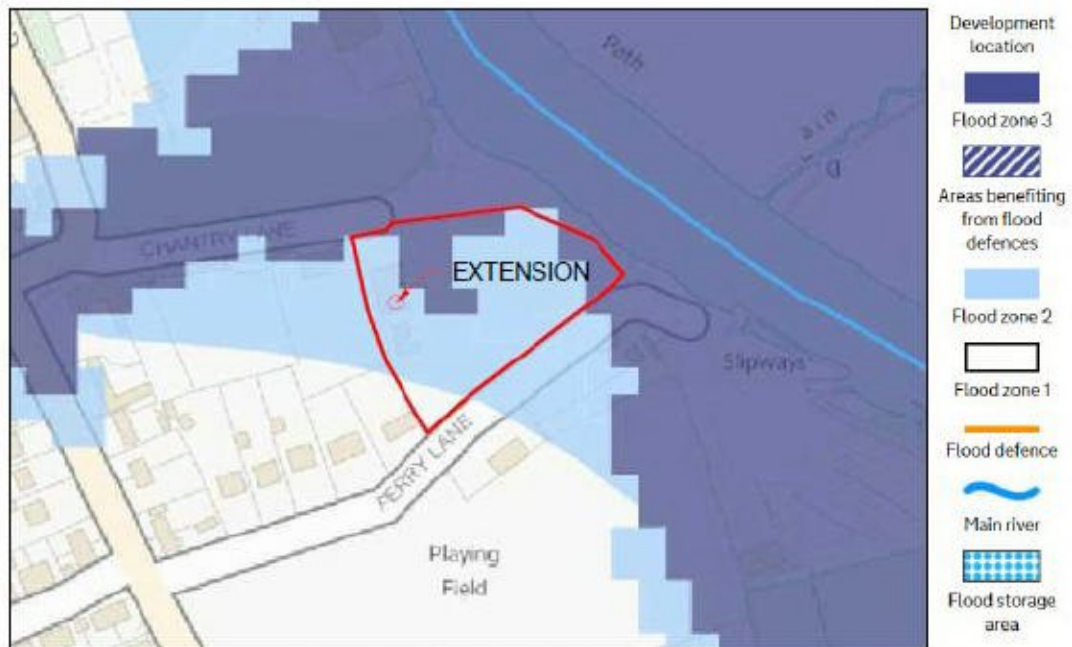 Path
Drain
CHANTRY LANE
EXTENSION
Slipways
FERRY LANE
Playing
Field
Development
location
Flood zone 3
Areas benefiting
from flood
defences
Flood zone 2
Flood zone 1
Flood defence
Main river
Flood storage
area